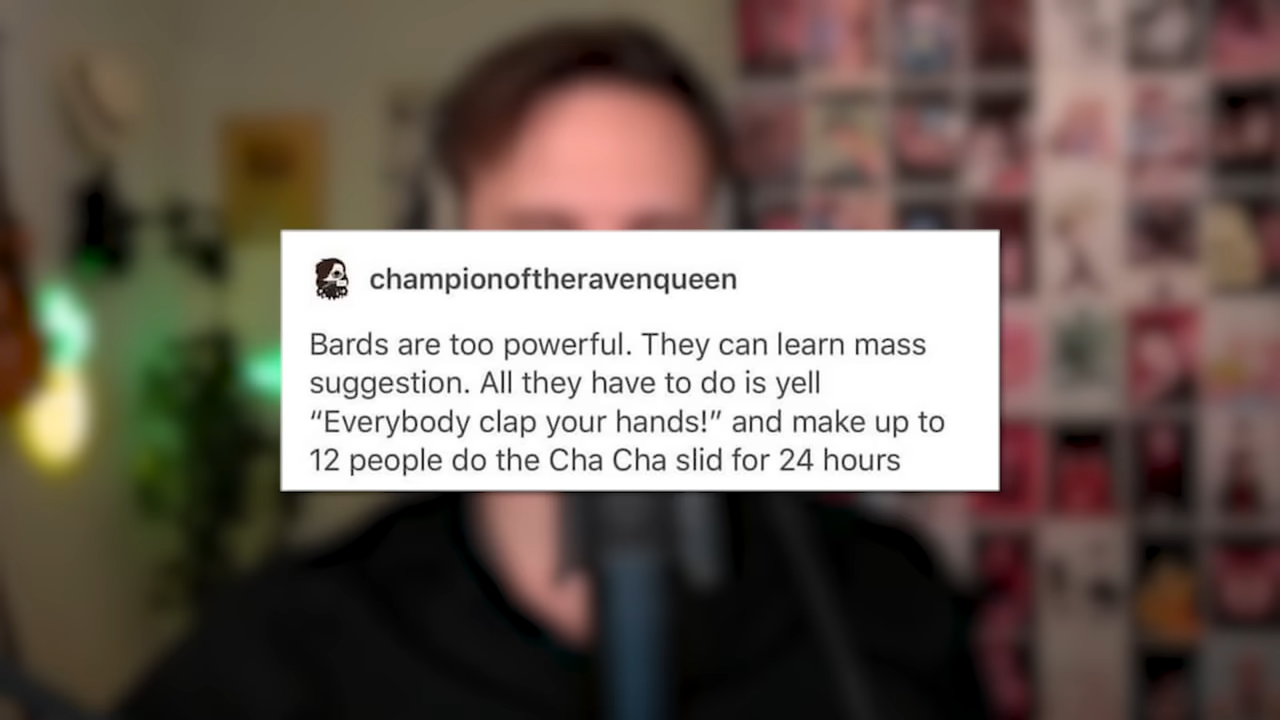 championoftheravenqueen
Bards are too powerful. They can learn mass
suggestion. All they have to do is yell
“Everybody clap your hands!” and make up to
12 people do the Cha Cha slid for 24 hours